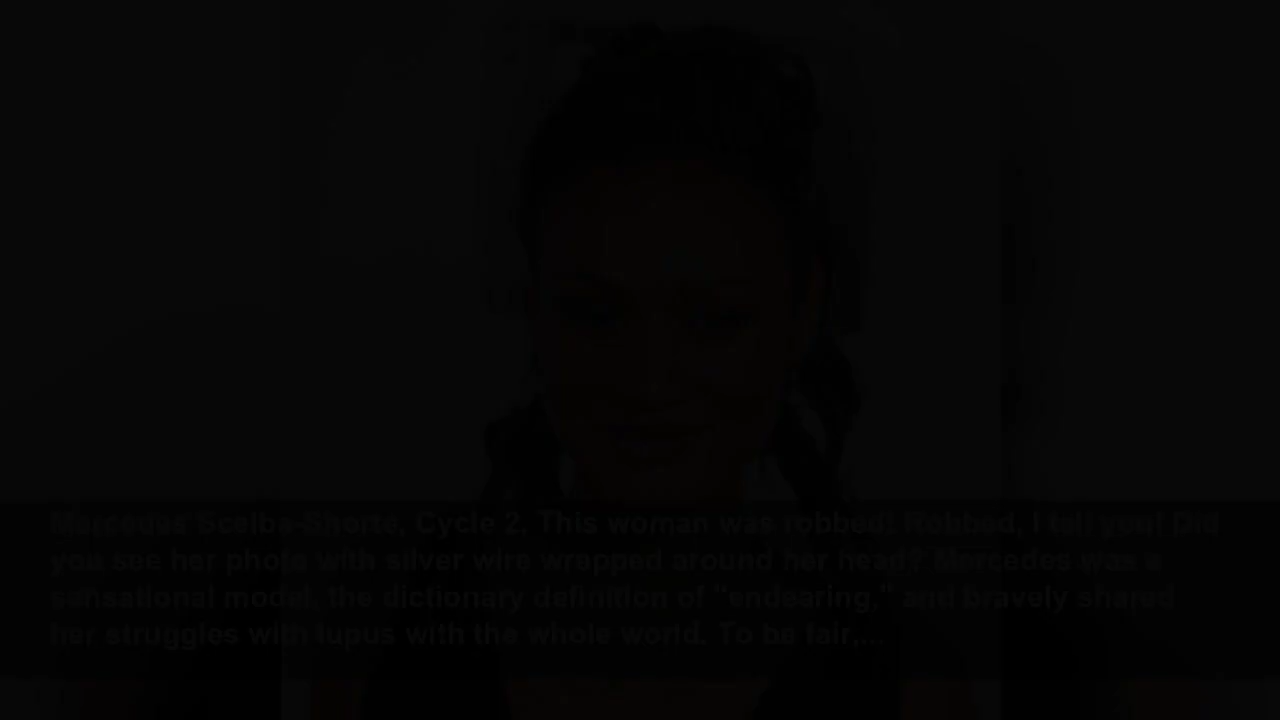 Mercedes Scelba-Shorte, Cycle 2. This woman was robbed! Robbed, I tell you! Did
you see her photo with silver wire wrapped around her head? Mercedes was a
sensational model, the dictionary definition of "endearing," and bravely shared
her struggles with lupus with the whole world. To be fair,...